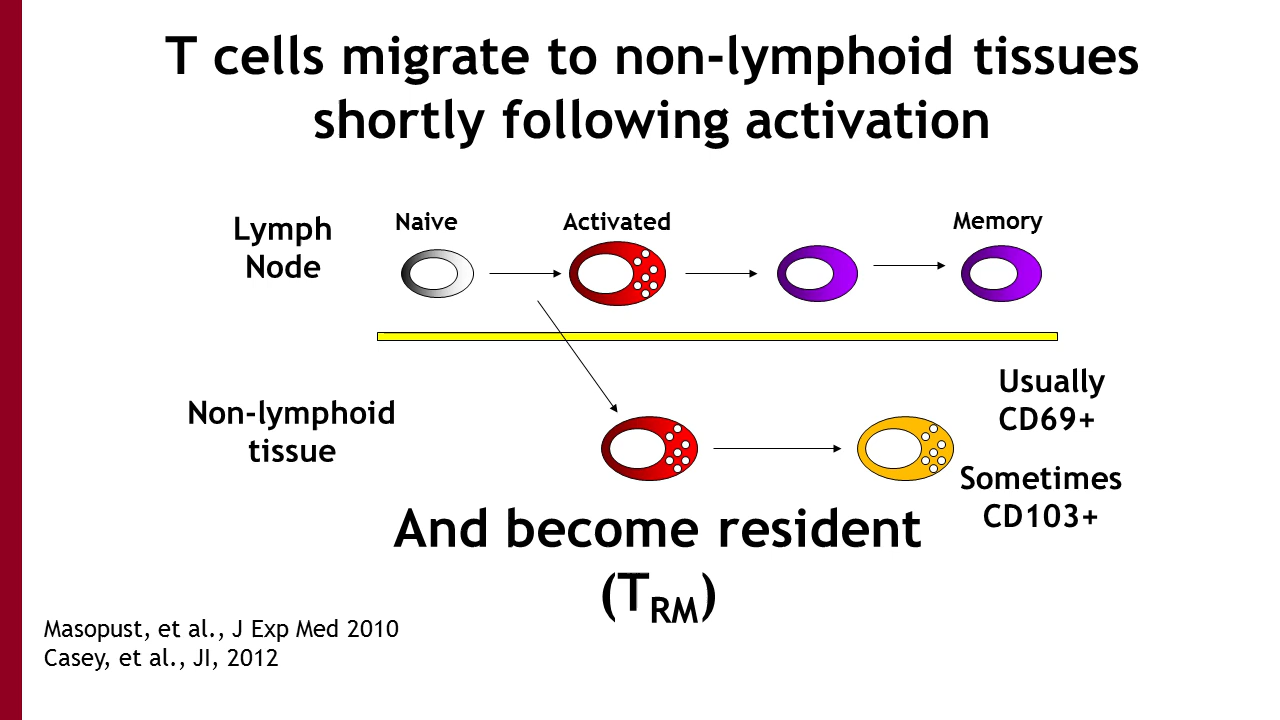 T cells migrate to non-lymphoid tissues
shortly following activation
Lymph
Node
Naive
Activated
Memory
Non-lymphoid
tissue
Usually
CD69+
Sometimes
CD103+
And become resident
(TRM)
Masopust, et al., J Exp Med 2010
Casey, et al., JI, 2012